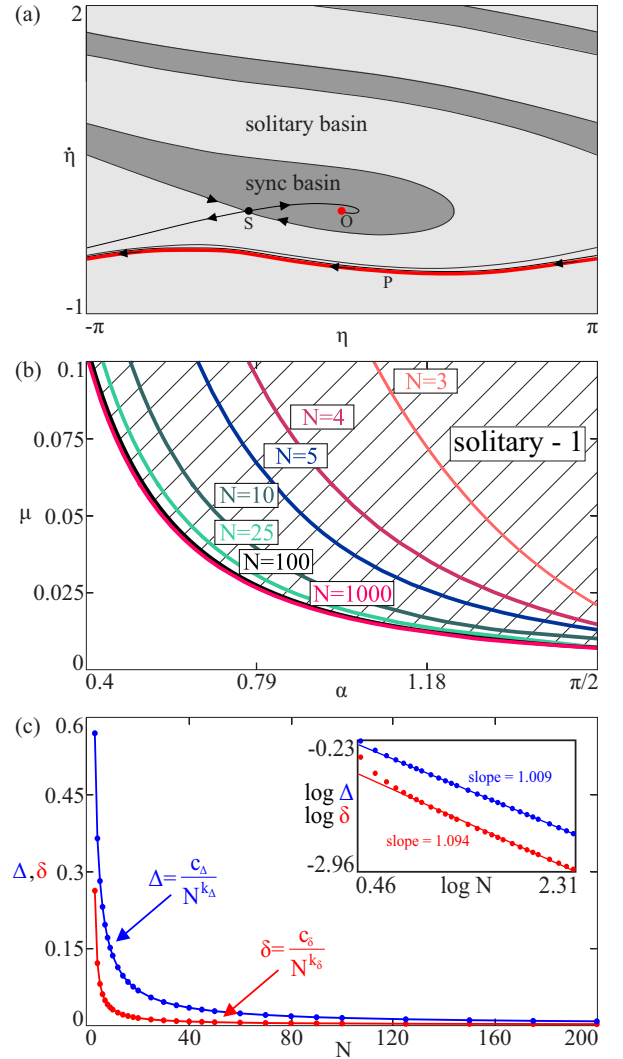 (a)
2
η̇
-1
-π
η
π
solitary basin
sync basin
S
O
P
(b)
0.1
0.075
μ
0.05
0.025
0
0.4
0.79
α
1.18
π/2
N=3
N=4
N=5
N=10
N=25
N=100
N=1000
solitary - 1
(c)
0.6
0.45
0.3
Δ,δ
0.15
0
0
40
N
80
120
160
200
Δ= c_Δ / N^{k_Δ}
δ= c_δ / N^{k_δ}
-0.23
log Δ
log δ
-2.96
0.46
log N
2.31
slope = 1.009
slope = 1.094